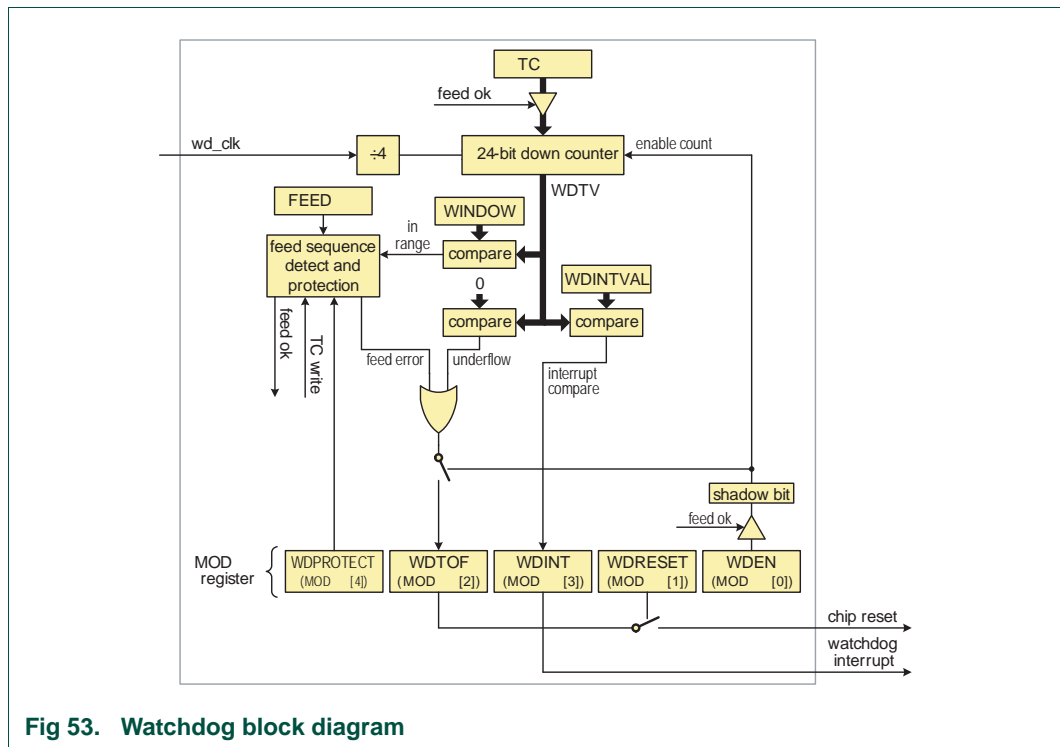 TC
feed ok
wd_clk
÷4
24-bit down counter
enable count
WDTV
FEED
WINDOW
in
range
feed sequence
detect and
protection
compare
0
WDINTVAL
compare
compare
feed ok
TC write
feed error
underflow
interrupt
compare
shadow bit
feed ok
MOD
register
WDPROTECT
(MOD [4])
WDTOF
(MOD [2])
WDINT
(MOD [3])
WDRESET
(MOD [1])
WDEN
(MOD [0])
chip reset
watchdog
interrupt
Fig 53. Watchdog block diagram